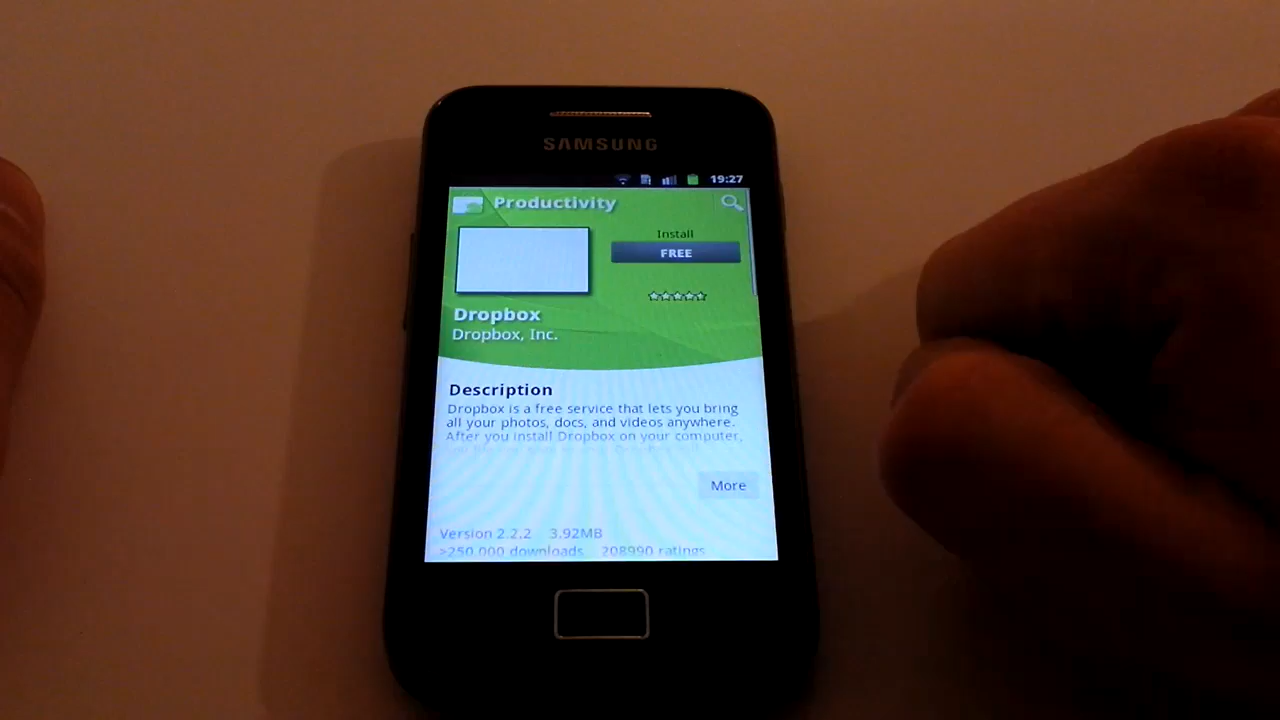 SAMSUNG
19:27
Productivity
Install
FREE
Dropbox
Dropbox, Inc.
Description
Dropbox is a free service that lets you bring
all your photos, docs, and videos anywhere.
After you install Dropbox on your computer,
More
Version 2.2.2 3.92MB
>250,000 downloads 208990 ratings